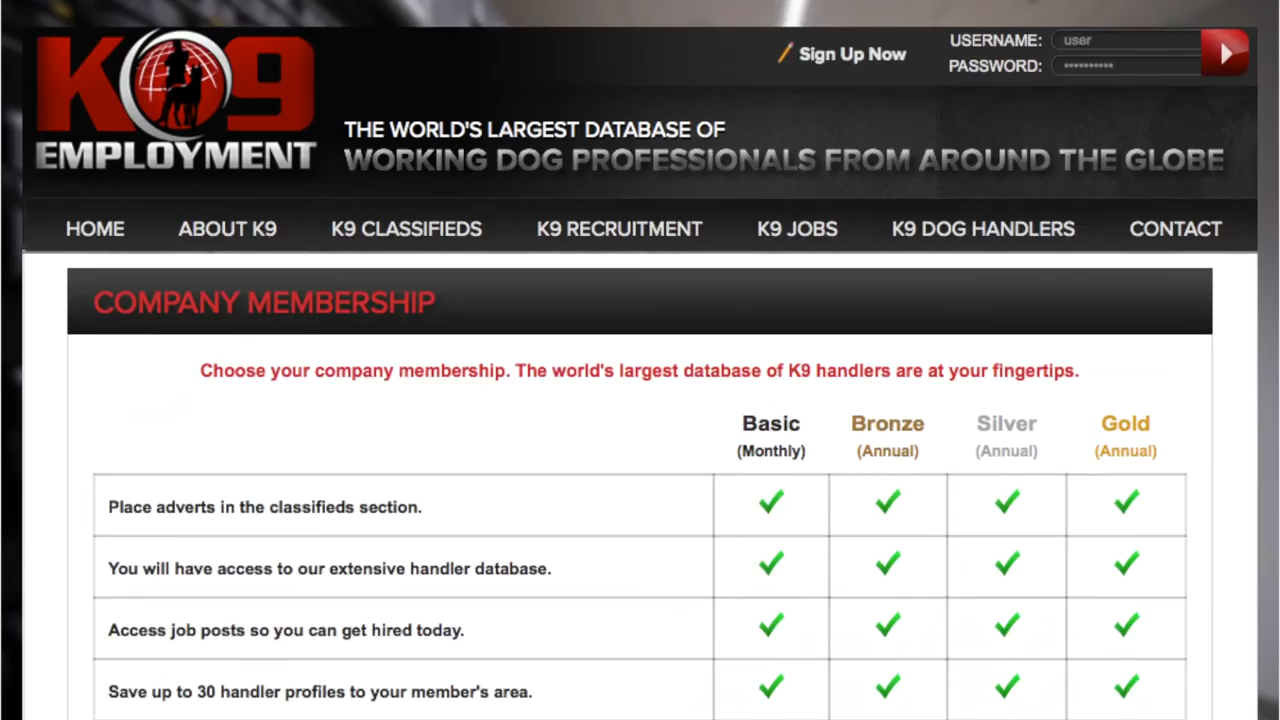 K9
EMPLOYMENT
Sign Up Now
USERNAME: user
PASSWORD: ••••••••••
THE WORLD'S LARGEST DATABASE OF
WORKING DOG PROFESSIONALS FROM AROUND THE GLOBE
HOME ABOUT K9 K9 CLASSIFIEDS K9 RECRUITMENT K9 JOBS K9 DOG HANDLERS CONTACT
COMPANY MEMBERSHIP
Choose your company membership. The world's largest database of K9 handlers are at your fingertips.
Basic Bronze Silver Gold
(Monthly) (Annual) (Annual) (Annual)
Place adverts in the classifieds section.
You will have access to our extensive handler database.
Access job posts so you can get hired today.
Save up to 30 handler profiles to your member's area.